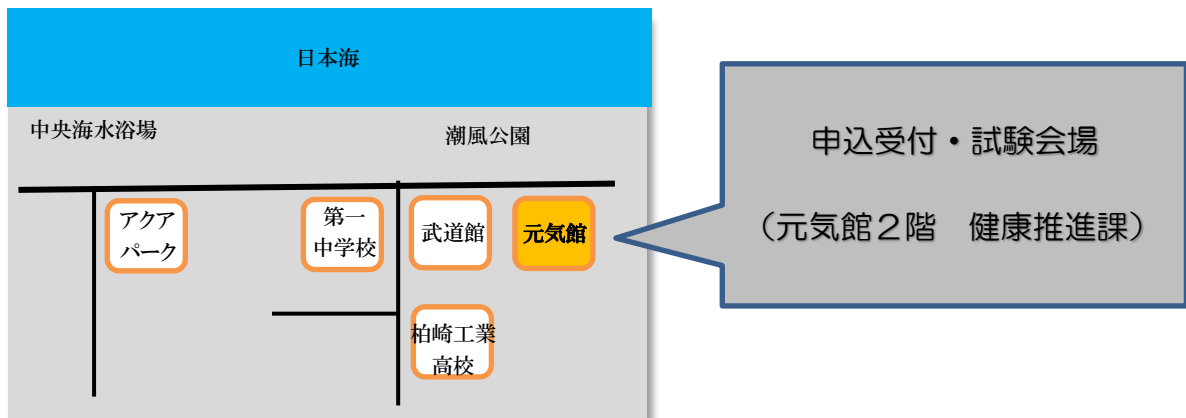 日本海
中央海水浴場
潮風公園
アクア
パーク
第一
中学校
武道館
元気館
柏崎工業
高校
申込受付・試験会場
（元気館２階　健康推進課）